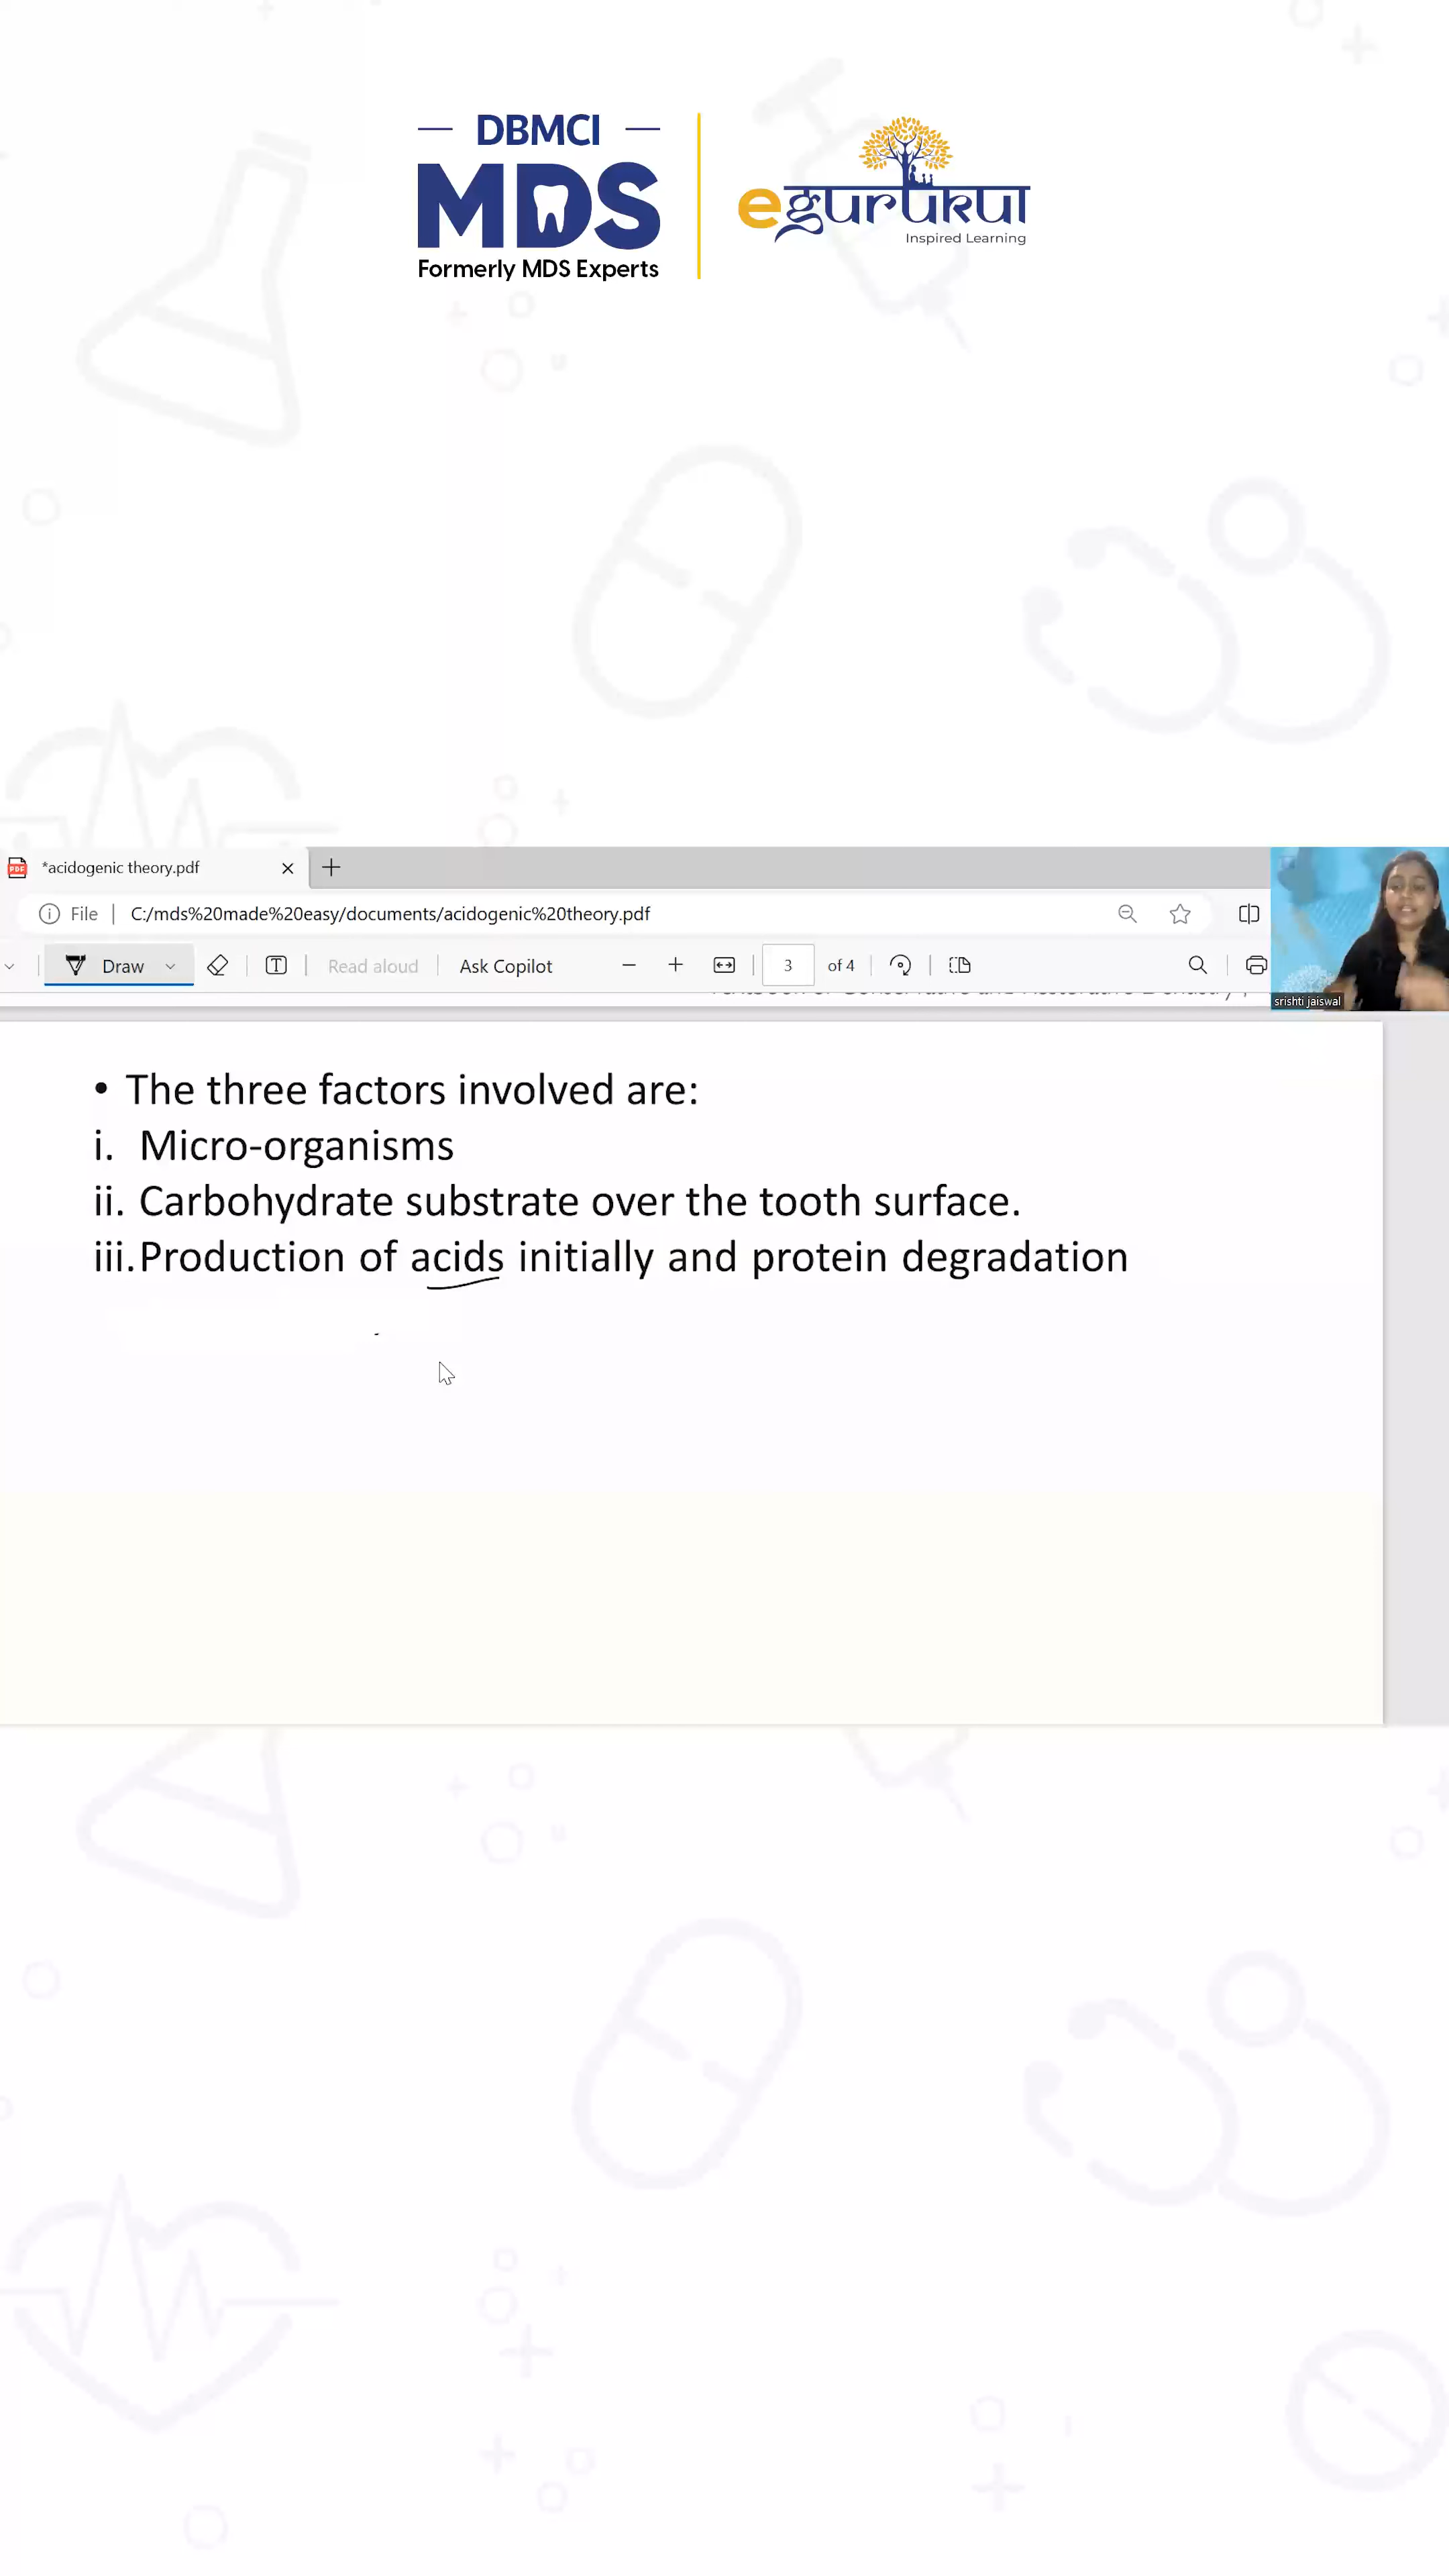 DBMCI
MDS
Formerly MDS Experts
egurukul
Inspired Learning
*acidogenic theory.pdf
File
C:/mds%20made%20easy/documents/acidogenic%20theory.pdf
Draw
Read aloud
Ask Copilot
3 of 4
srishti jaiswal
• The three factors involved are:
i. Micro-organisms
ii. Carbohydrate substrate over the tooth surface.
iii.Production of acids initially and protein degradation